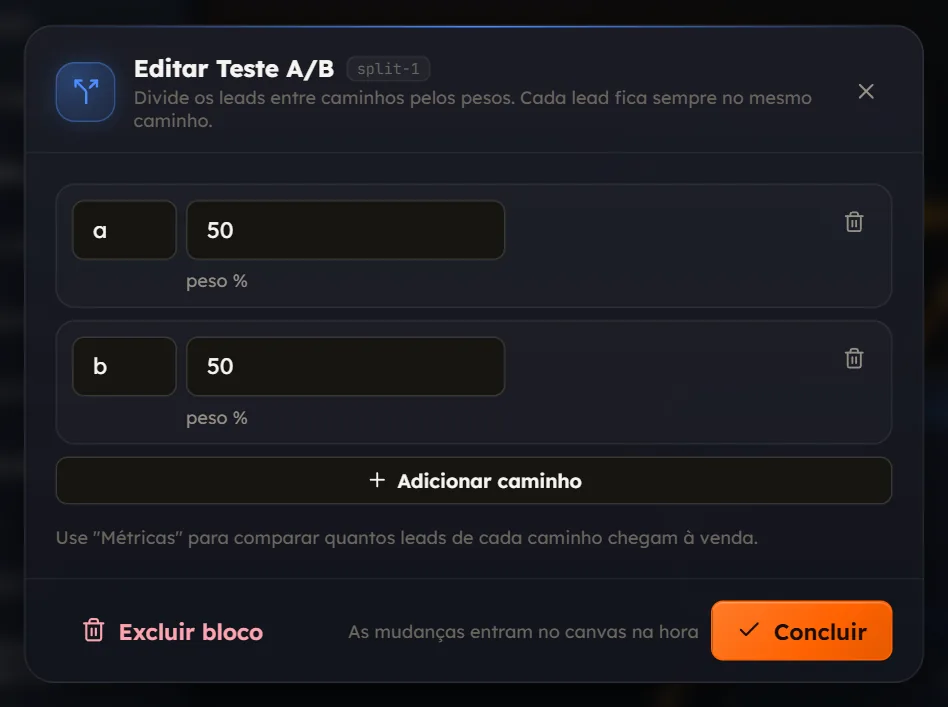 Editar Teste A/B split-1
Divide os leads entre caminhos pelos pesos. Cada lead fica sempre no mesmo
caminho.
a 50
peso %
b 50
peso %
+ Adicionar caminho
Use "Métricas" para comparar quantos leads de cada caminho chegam à venda.
Excluir bloco As mudanças entram no canvas na hora Concluir